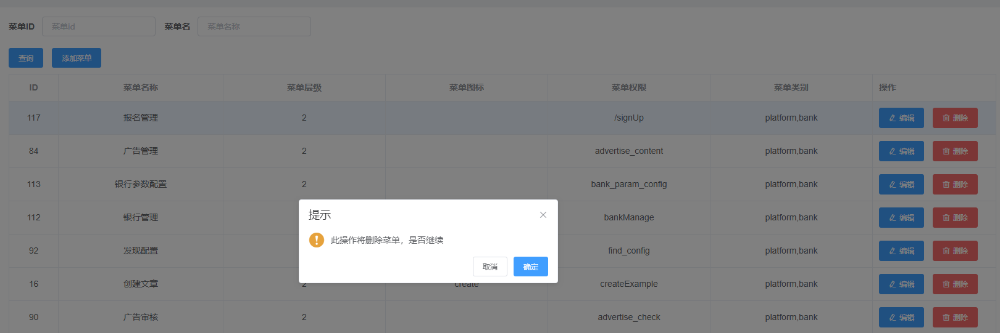 菜单ID 菜单id 菜单名 菜单名称
查询 添加菜单
ID 菜单名称 菜单层级 菜单图标 菜单权限 菜单类别 操作
117 报名管理 2 /signUp platform,bank 编辑 删除
84 广告管理 2 advertise_content platform,bank 编辑 删除
113 银行参数配置 2 bank_param_config platform,bank 编辑 删除
112 银行管理 bankManage platform,bank 编辑 删除
提示
92 发现配置 find_config platform,bank 编辑 删除
此操作将删除菜单，是否继续
取消 确定
16 创建文章 2 create createExample platform,bank 编辑 删除
90 广告审核 2 advertise_check platform,bank 编辑 删除